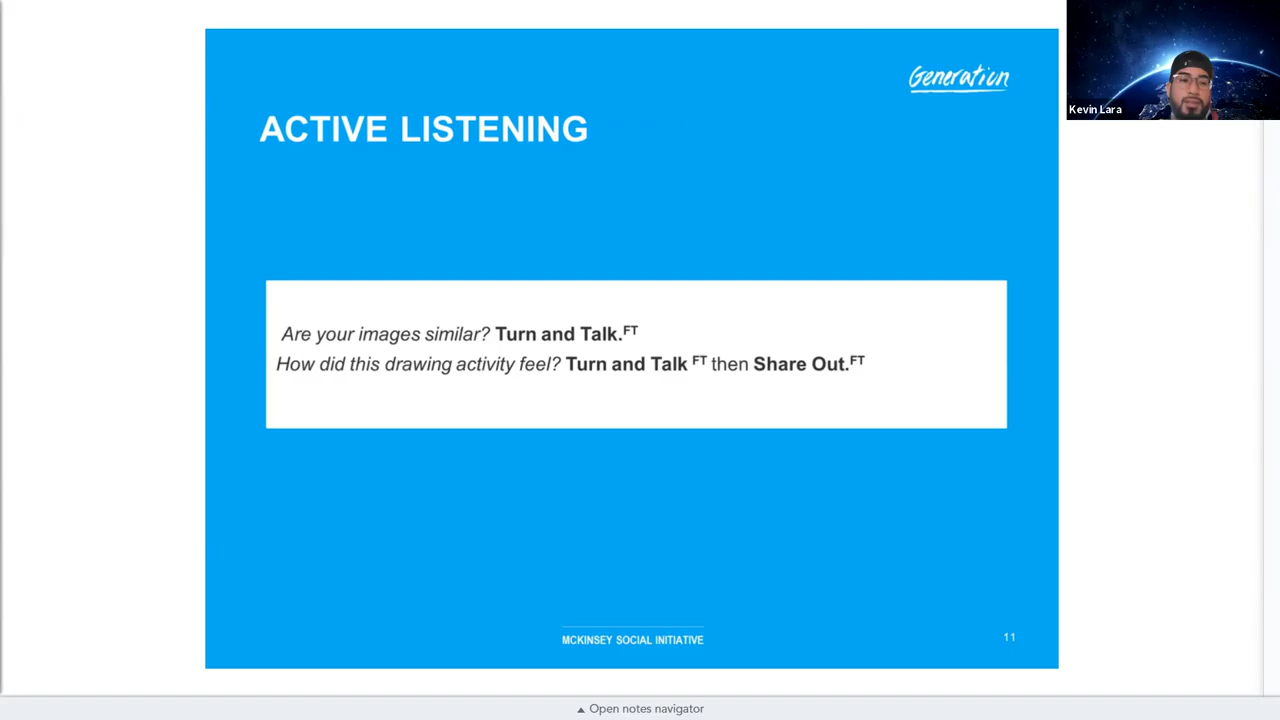 Generation
Kevin Lara
ACTIVE LISTENING
Are your images similar? Turn and Talk.FT
How did this drawing activity feel? Turn and Talk FT then Share Out.FT
MCKINSEY SOCIAL INITIATIVE
11
▲ Open notes navigator